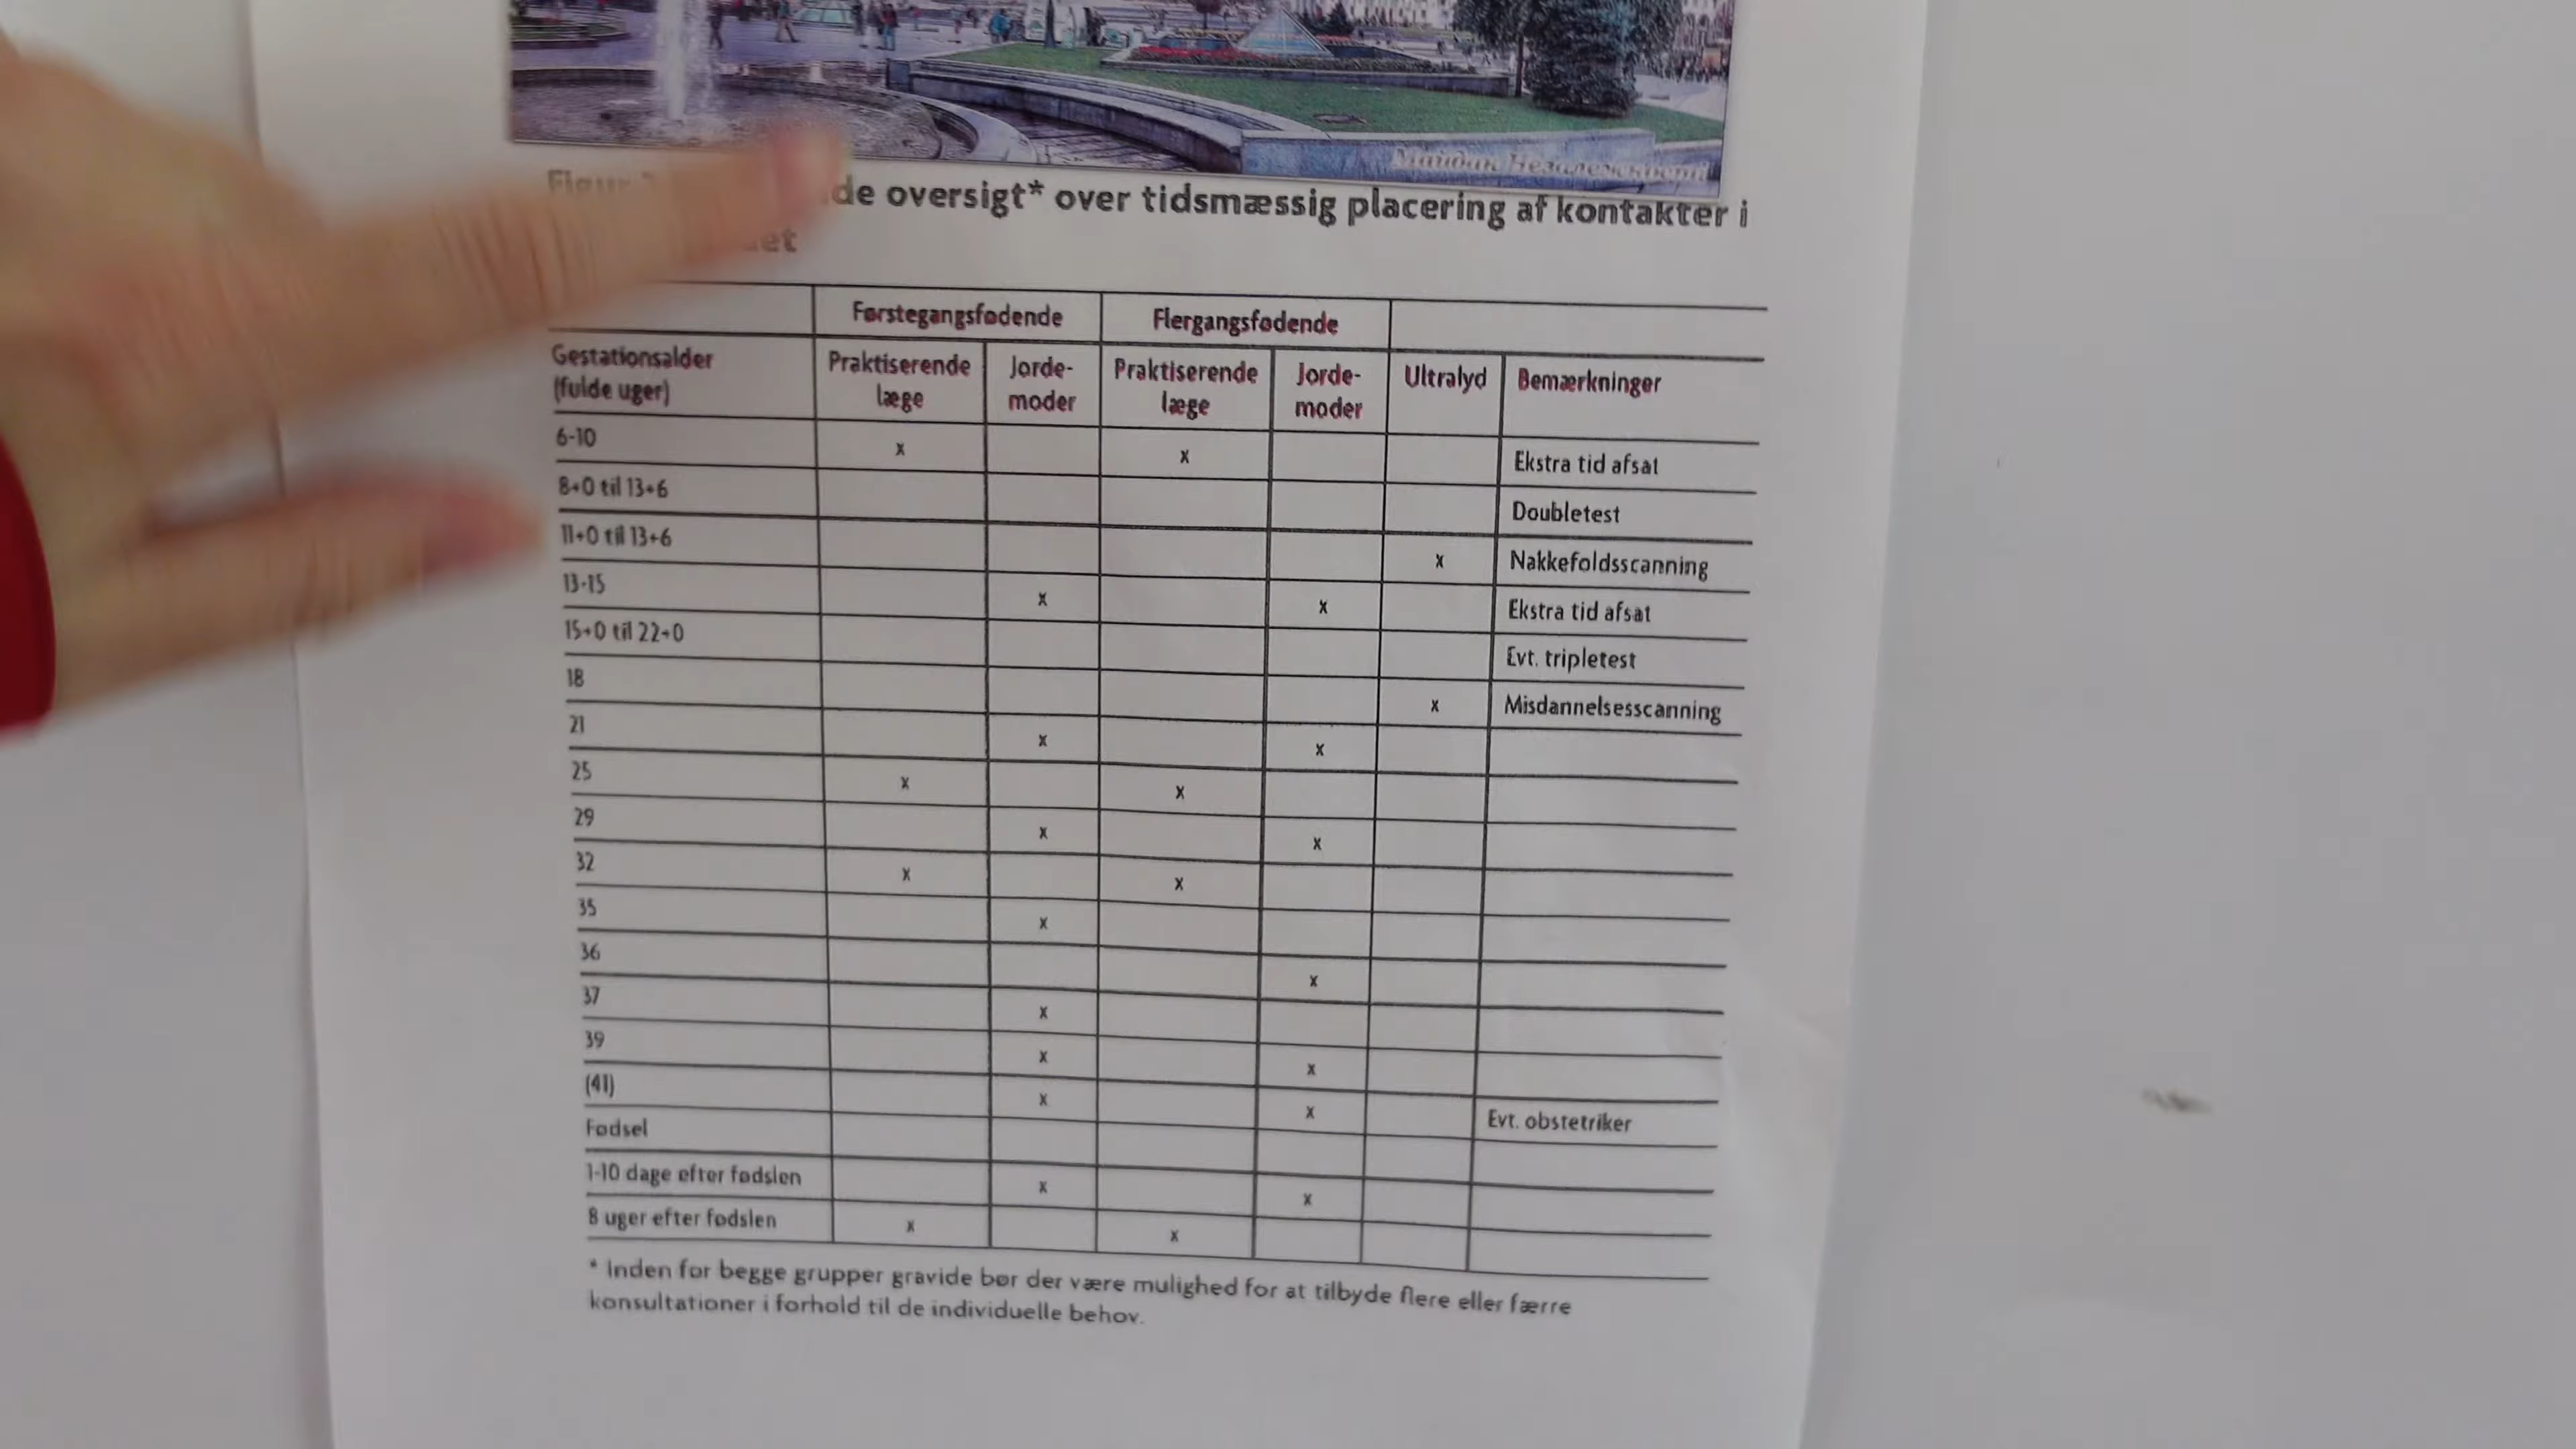 Майдан Незалежності
Figur
de oversigt* over tidsmæssig placering af kontakter i
et
Førstegangsfødende Flergangsfødende
Gestationsalder (fulde uger) Praktiserende læge Jorde-moder Praktiserende læge Jorde-moder Ultralyd Bemærkninger
6-10 x x Ekstra tid afsat
8+0 til 13+6 Doubletest
11+0 til 13+6 x Nakkefoldsscanning
13-15 x x Ekstra tid afsat
15+0 til 22+0 Evt. tripletest
18 x Misdannelsesscanning
21 x x
25 x x
29 x x
32 x x
35 x
36 x
37 x
39 x x
(41) x x Evt. obstetriker
Fødsel
1-10 dage efter fødslen x x
8 uger efter fødslen x x
* Inden for begge grupper gravide bør der være mulighed for at tilbyde flere eller færre
konsultationer i forhold til de individuelle behov.